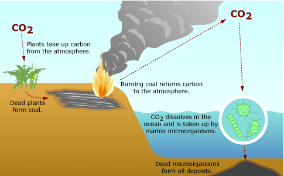 CO2
Plants take up carbon
from the atmosphere.
CO2
Burning coal returns carbon
to the atmosphere.
Dead plants
form coal.
CO2 dissolves in the
ocean and is taken up by
marine microorganisms.
Dead microorganisms
form oil deposits.